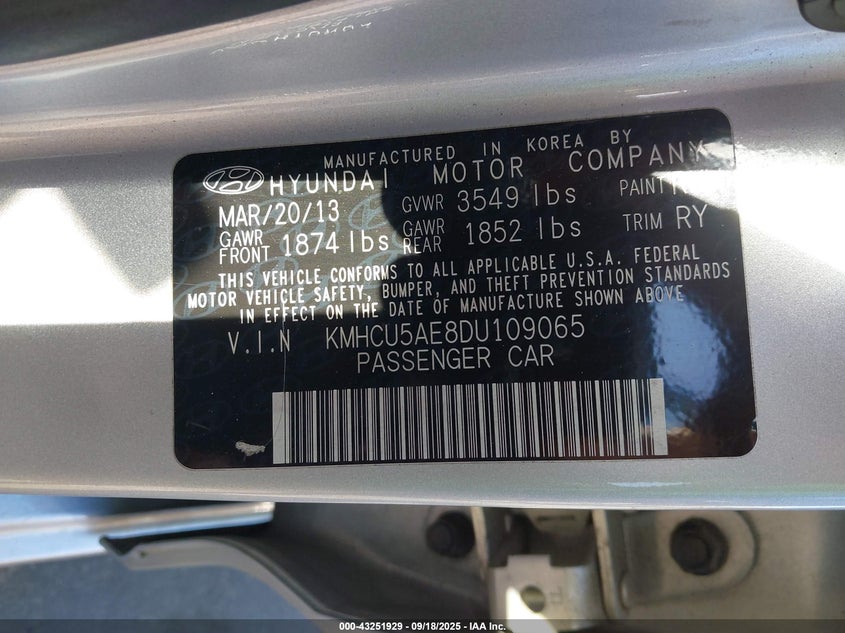 MANUFACTURED IN KOREA BY
HYUNDAI MOTOR COMPANY
MAR/20/13 GVWR 3549 lbs PAINT
GAWR FRONT 1874 lbs GAWR REAR 1852 lbs TRIM RY
THIS VEHICLE CONFORMS TO ALL APPLICABLE U.S.A. FEDERAL
MOTOR VEHICLE SAFETY, BUMPER, AND THEFT PREVENTION STANDARDS
IN EFFECT ON THE DATE OF MANUFACTURE SHOWN ABOVE
V.I.N KMHCU5AE8DU109065
PASSENGER CAR
000-43251929 - 09/18/2025 - IAA Inc.